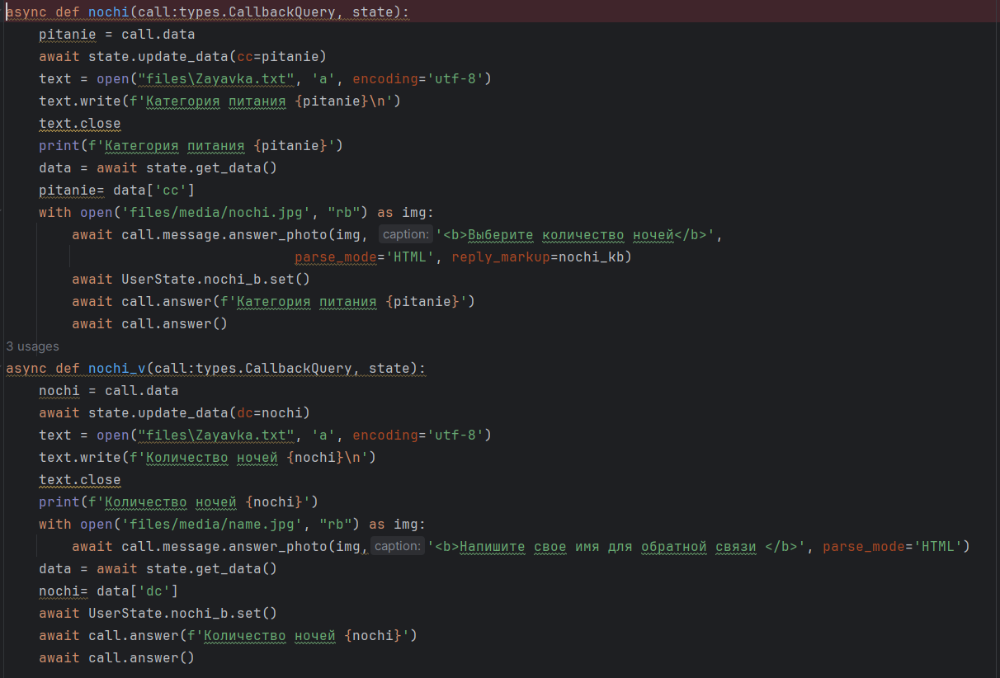 async def nochi(call:types.CallbackQuery, state):
    pitanie = call.data
    await state.update_data(cc=pitanie)
    text = open("files\Zayavka.txt", 'a', encoding='utf-8')
    text.write(f'Категория питания {pitanie}\n')
    text.close
    print(f'Категория питания {pitanie}')
    data = await state.get_data()
    pitanie= data['cc']
    with open('files/media/nochi.jpg', "rb") as img:
        await call.message.answer_photo(img, caption: '<b>Выберите количество ночей</b>',
                                   parse_mode='HTML', reply_markup=nochi_kb)
        await UserState.nochi_b.set()
        await call.answer(f'Категория питания {pitanie}')
        await call.answer()
3 usages
async def nochi_v(call:types.CallbackQuery, state):
    nochi = call.data
    await state.update_data(dc=nochi)
    text = open("files\Zayavka.txt", 'a', encoding='utf-8')
    text.write(f'Количество ночей {nochi}\n')
    text.close
    print(f'Количество ночей {nochi}')
    with open('files/media/name.jpg', "rb") as img:
        await call.message.answer_photo(img, caption: '<b>Напишите свое имя для обратной связи </b>', parse_mode='HTML')
    data = await state.get_data()
    nochi= data['dc']
    await UserState.nochi_b.set()
    await call.answer(f'Количество ночей {nochi}')
    await call.answer()